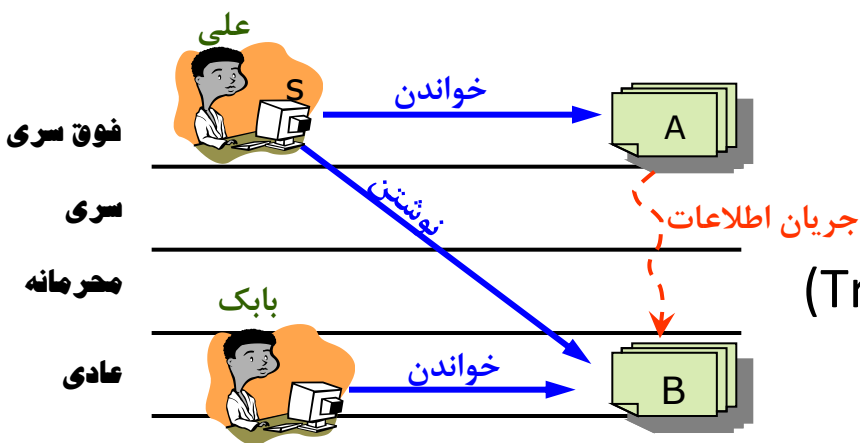 علی
S
خواندن
A
فوق سری
نوشتن
سری
جریان اطلاعات
محرمانه
(Tr
بابک
عادی
خواندن
B